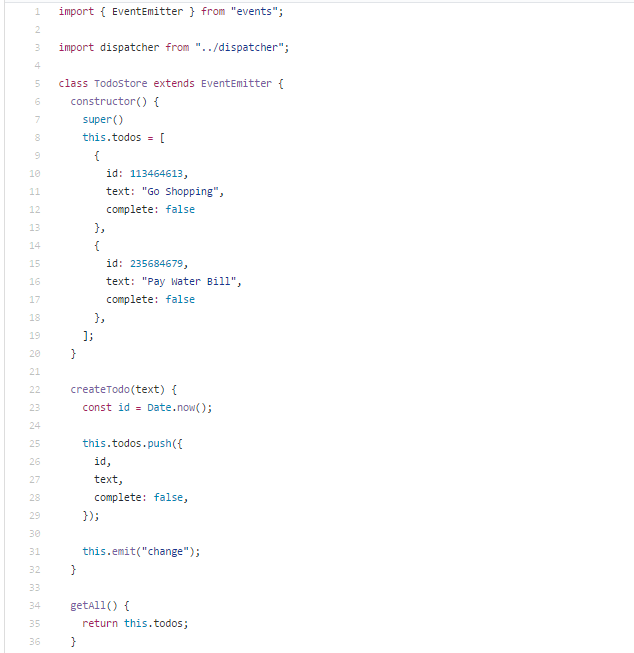 1 import { EventEmitter } from "events";
2
3 import dispatcher from "../dispatcher";
4
5 class TodoStore extends EventEmitter {
6 constructor() {
7 super()
8 this.todos = [
9 {
10 id: 113464613,
11 text: "Go Shopping",
12 complete: false
13 },
14 {
15 id: 235684679,
16 text: "Pay Water Bill",
17 complete: false
18 },
19 ];
20 }
21
22 createTodo(text) {
23 const id = Date.now();
24
25 this.todos.push({
26 id,
27 text,
28 complete: false,
29 });
30
31 this.emit("change");
32 }
33
34 getAll() {
35 return this.todos;
36 }